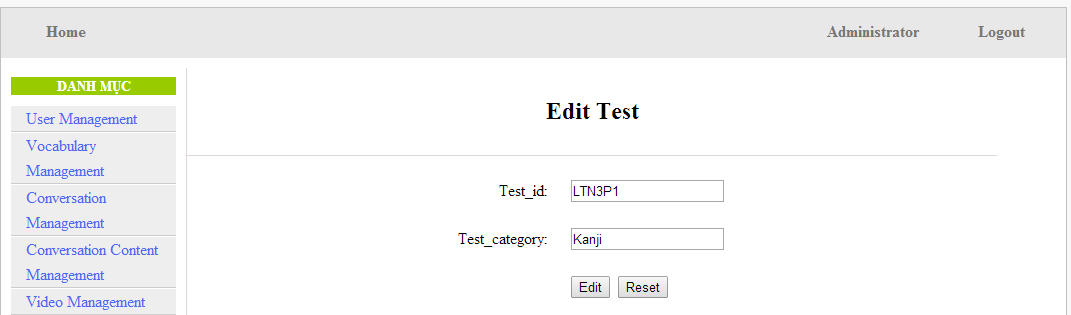 Home Administrator Logout
DANH MỤC
User Management
Vocabulary
Management
Conversation
Management
Conversation Content
Management
Video Management
Edit Test
Test_id: LTN3P1
Test_category: Kanji
Edit Reset